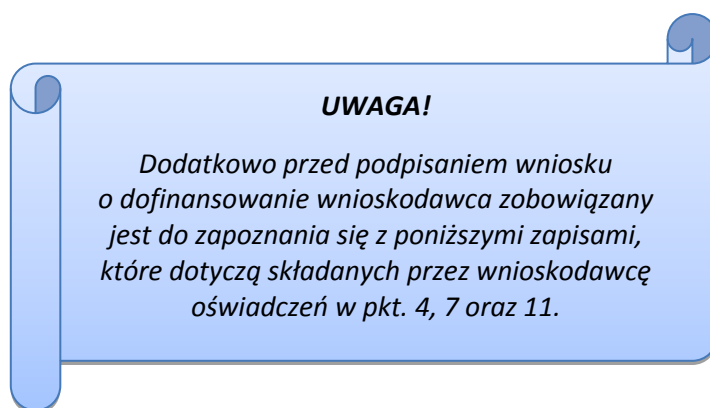 UWAGA!
Dodatkowo przed podpisaniem wniosku
o dofinansowanie wnioskodawca zobowiązany
jest do zapoznania się z poniższymi zapisami,
które dotyczą składanych przez wnioskodawcę
oświadczeń w pkt. 4, 7 oraz 11.